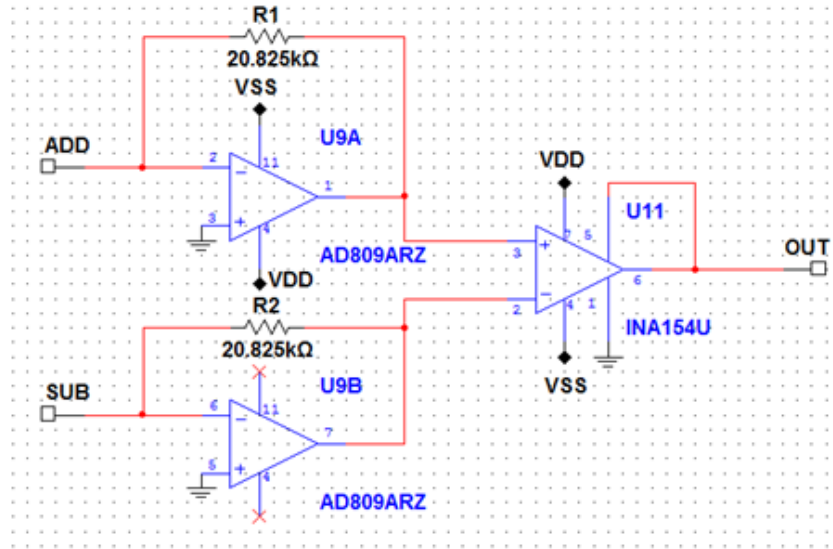 R1
20.825kΩ
VSS
ADD
U9A
2
11
1
3
4
AD809ARZ
VDD
VDD
5
7
U11
3
OUT
6
2
4
1
INA154U
VSS
R2
20.825kΩ
SUB
U9B
6
11
7
5
4
AD809ARZ